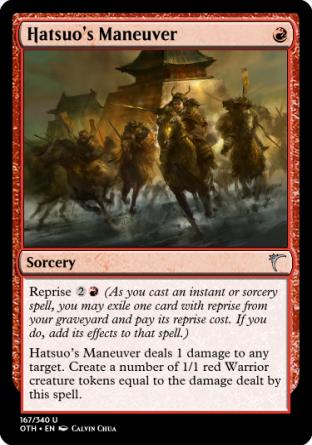 Hatsuo's Maneuver
Sorcery
Reprise 2 (As you cast an instant or sorcery
spell, you may exile one card with reprise from
your graveyard and pay its reprise cost. If you
do, add its effects to that spell.)
Hatsuo's Maneuver deals 1 damage to any
target. Create a number of 1/1 red Warrior
creature tokens equal to the damage dealt by
this spell.
167/340 U
OTH • EN Calvin Chua